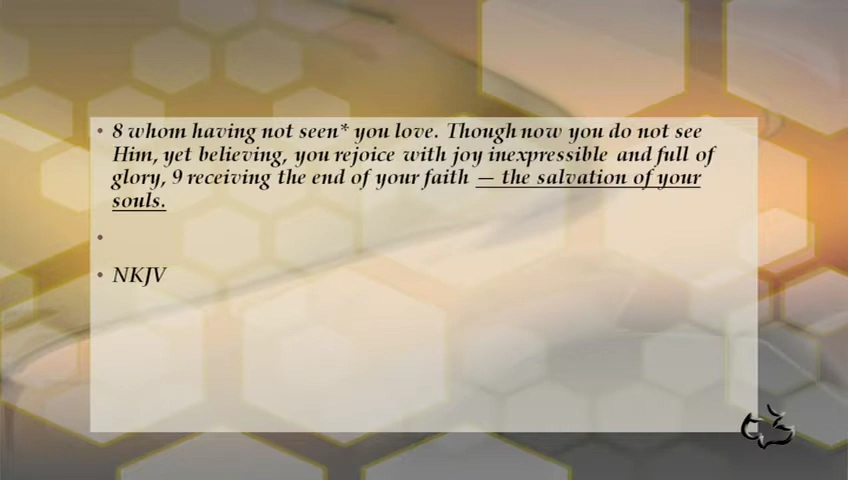 • 8 whom having not seen* you love. Though now you do not see
Him, yet believing, you rejoice with joy inexpressible and full of
glory, 9 receiving the end of your faith — the salvation of your
souls.
•
• NKJV